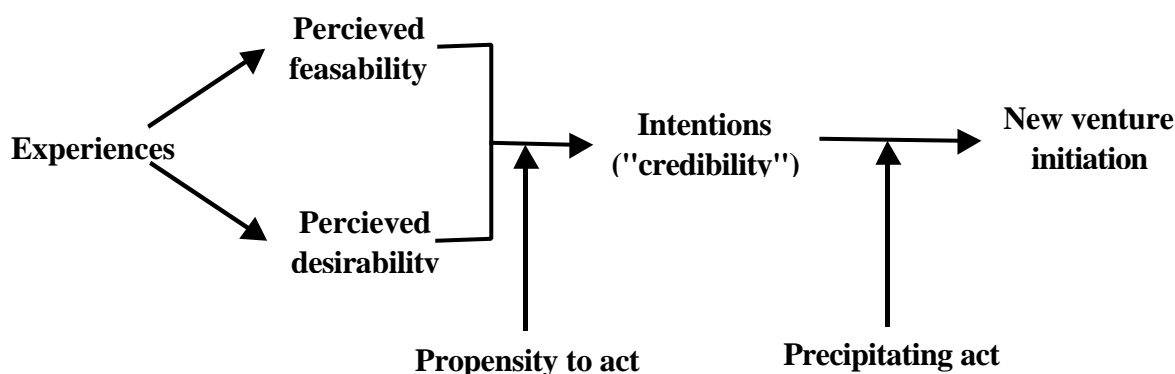 Percieved
feasability
Experiences
Percieved
desirability
Intentions
("credibility")
New venture
initiation
Propensity to act
Precipitating act